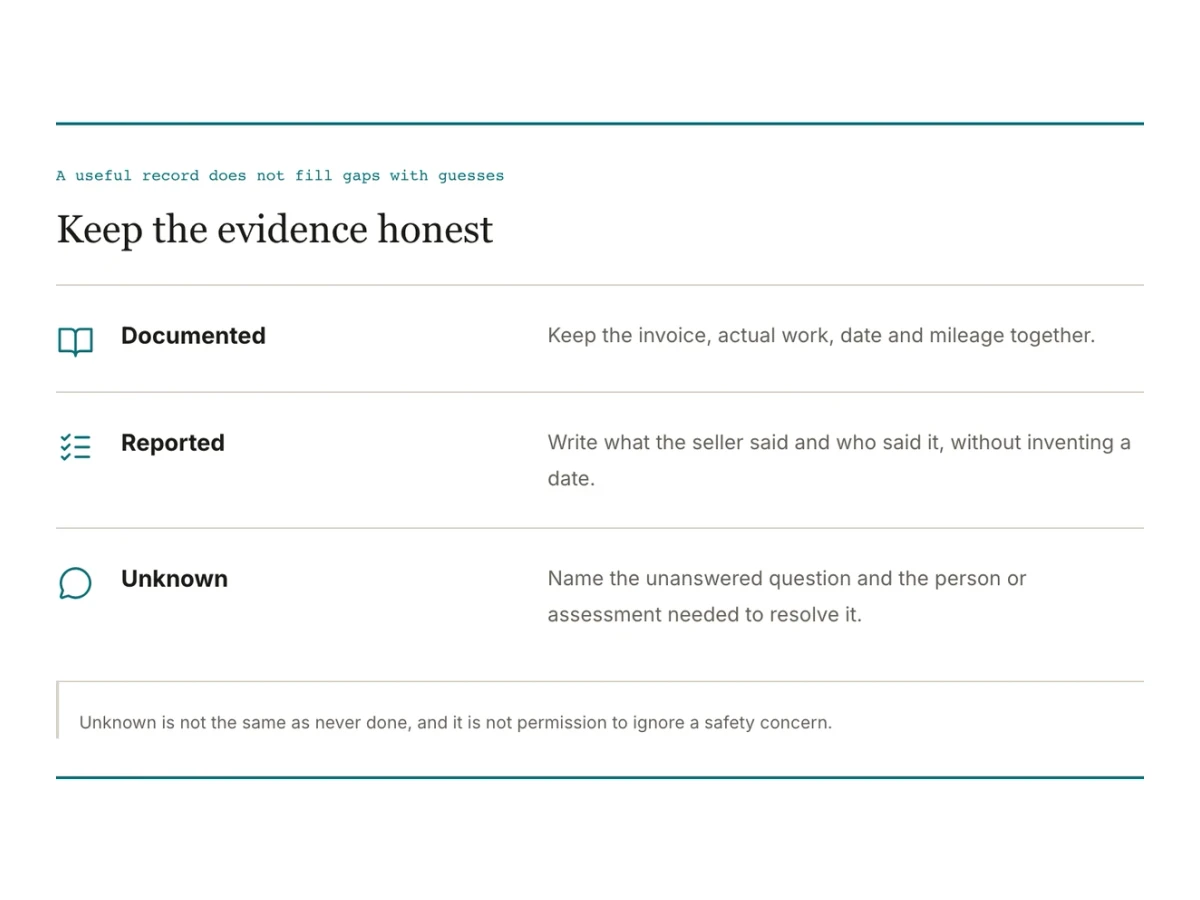 A useful record does not fill gaps with guesses
Keep the evidence honest
Documented
Keep the invoice, actual work, date and mileage together.
Reported
Write what the seller said and who said it, without inventing a
date.
Unknown
Name the unanswered question and the person or
assessment needed to resolve it.
Unknown is not the same as never done, and it is not permission to ignore a safety concern.